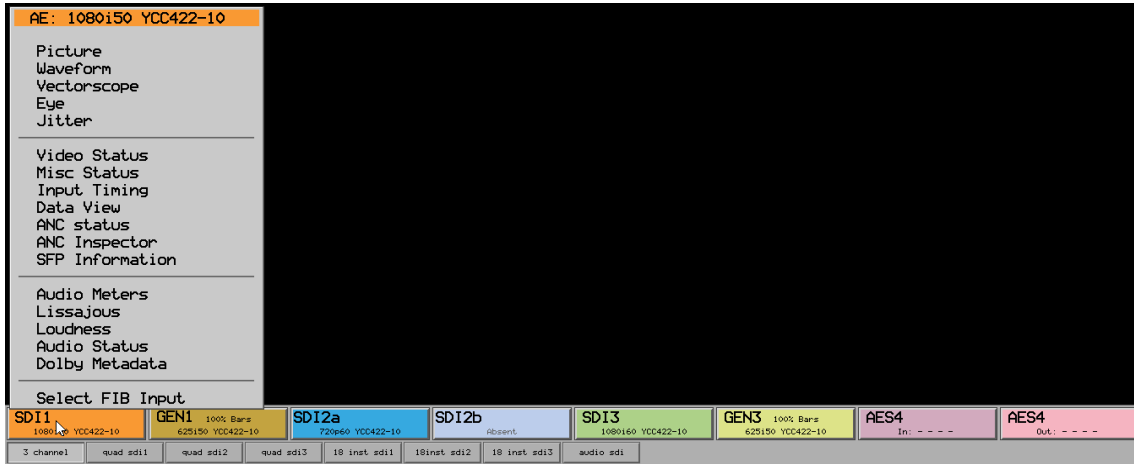 AE: 1080i50 YCC422-10
Picture
Waveform
Vectorscope
Eye
Jitter
Video Status
Misc Status
Input Timing
Data View
ANC status
ANC Inspector
SFP Information
Audio Meters
Lissajous
Loudness
Audio Status
Dolby Metadata
Select FIB Input
SDI1 GEN1 100% Bars SDI2a SDI2b SDI3 GEN3 100% Bars AES4 AES4
YCC422-10 625i50 YCC422-10 720p60 YCC422-10 Absent 1080i60 YCC422-10 625i50 YCC422-10 In: - - - - Out: - - - -
3 channel quad sdi1 quad sdi2 quad sdi3 18 inst sdi1 18inst sdi2 18 inst sdi3 audio sdi